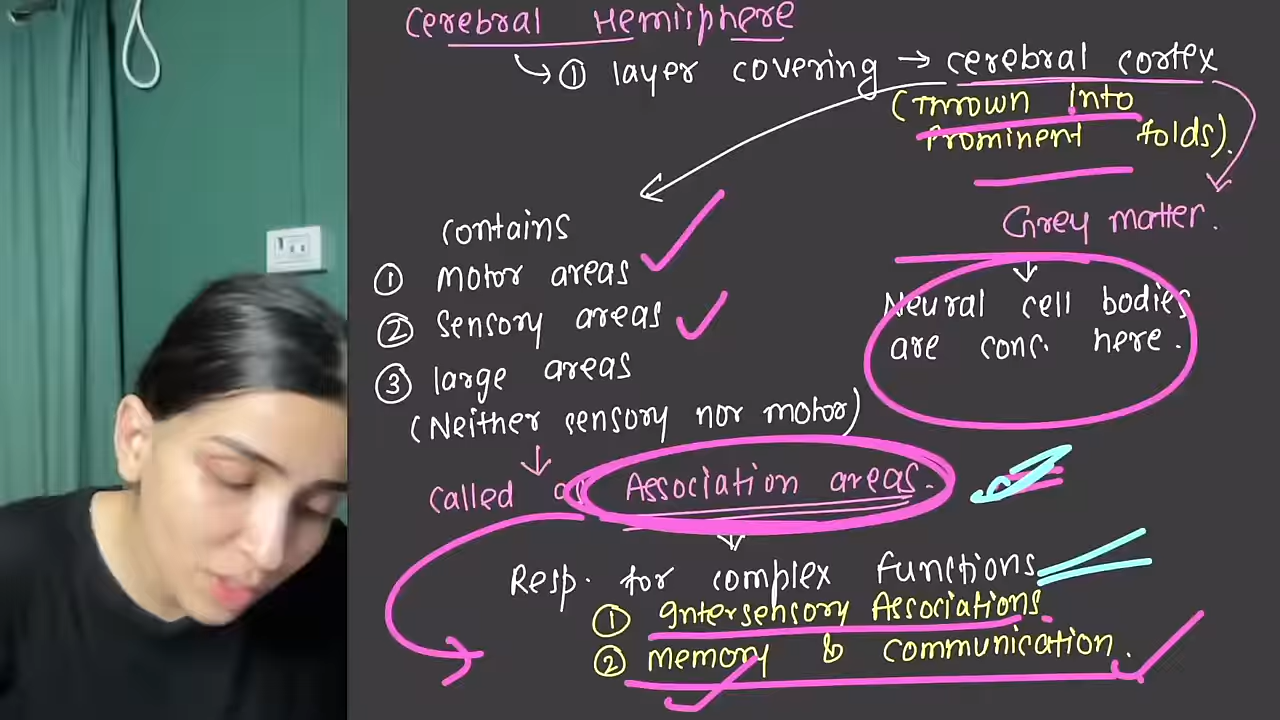 Cerebral Hemisphere
↳ ① layer covering → cerebral cortex
(Thrown Into
Prominent folds).
Grey matter.
↓
Neural cell bodies
are conc. here.
contains
① motor areas
② sensory areas
③ large areas
(Neither sensory nor motor)
↓
called as Association areas.
↓
Resp. for complex functions
① Intersensory Associations.
② memory & communication.